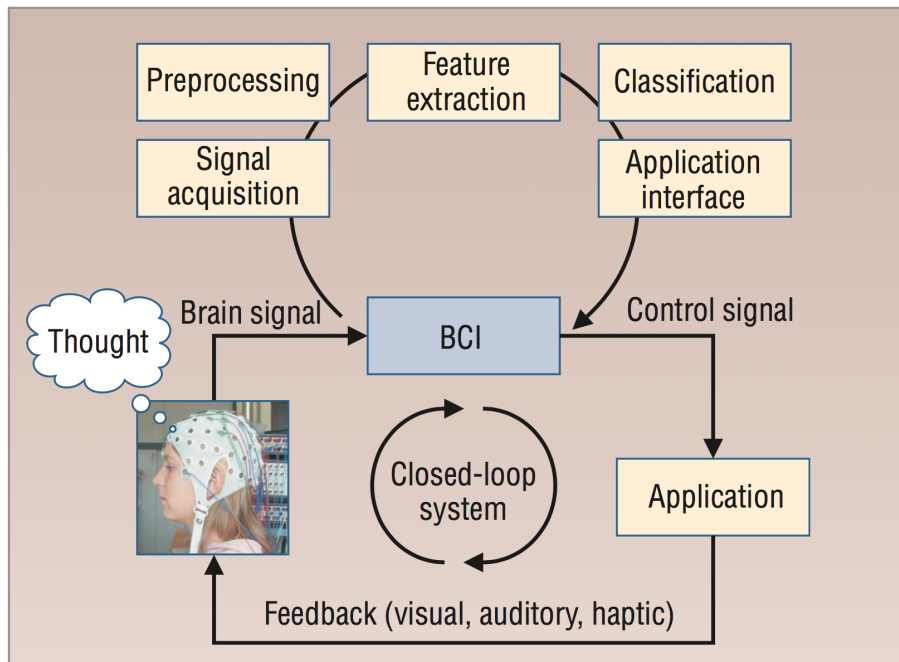 Preprocessing
Feature
extraction
Classification
Signal
acquisition
Application
interface
Brain signal
BCI
Control signal
Thought
Closed-loop
system
Application
Feedback (visual, auditory, haptic)